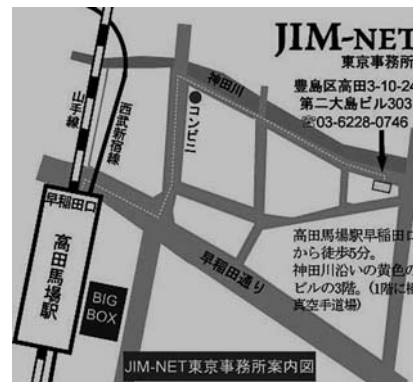 JIM-NET
東京事務所
豊島区高田3-10-24
第二大島ビル303
☎03-6228-0746
神田川
コンビニ
山手線
西武新宿線
早稲田口
高田馬場駅
BIG
BOX
早稲田通り
高田馬場駅早稲田口
から徒歩5分。
神田川沿いの黄色の
ビルの3階。(1階に極
真空手道場)
JIM-NET東京事務所案内図